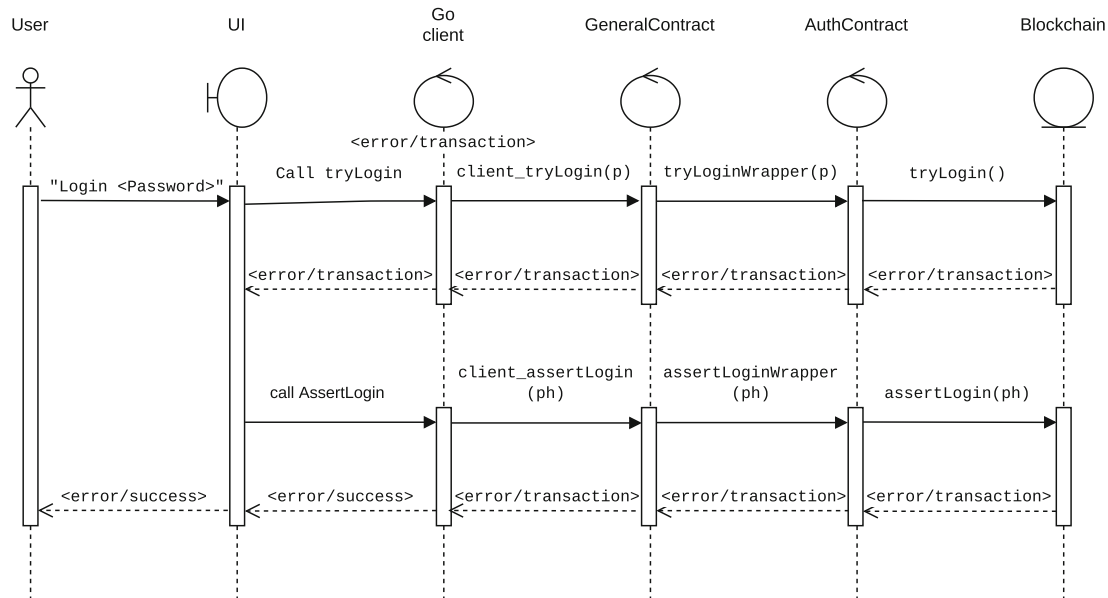 User
UI
Go
client
GeneralContract
AuthContract
Blockchain
<error/transaction>
"Login <Password>"
Call tryLogin
client_tryLogin(p)
tryLoginWrapper(p)
tryLogin()
<error/transaction>
<error/transaction>
<error/transaction>
<error/transaction>
call AssertLogin
client_assertLogin
(ph)
assertLoginWrapper
(ph)
assertLogin(ph)
<error/success>
<error/success>
<error/transaction>
<error/transaction>
<error/transaction>